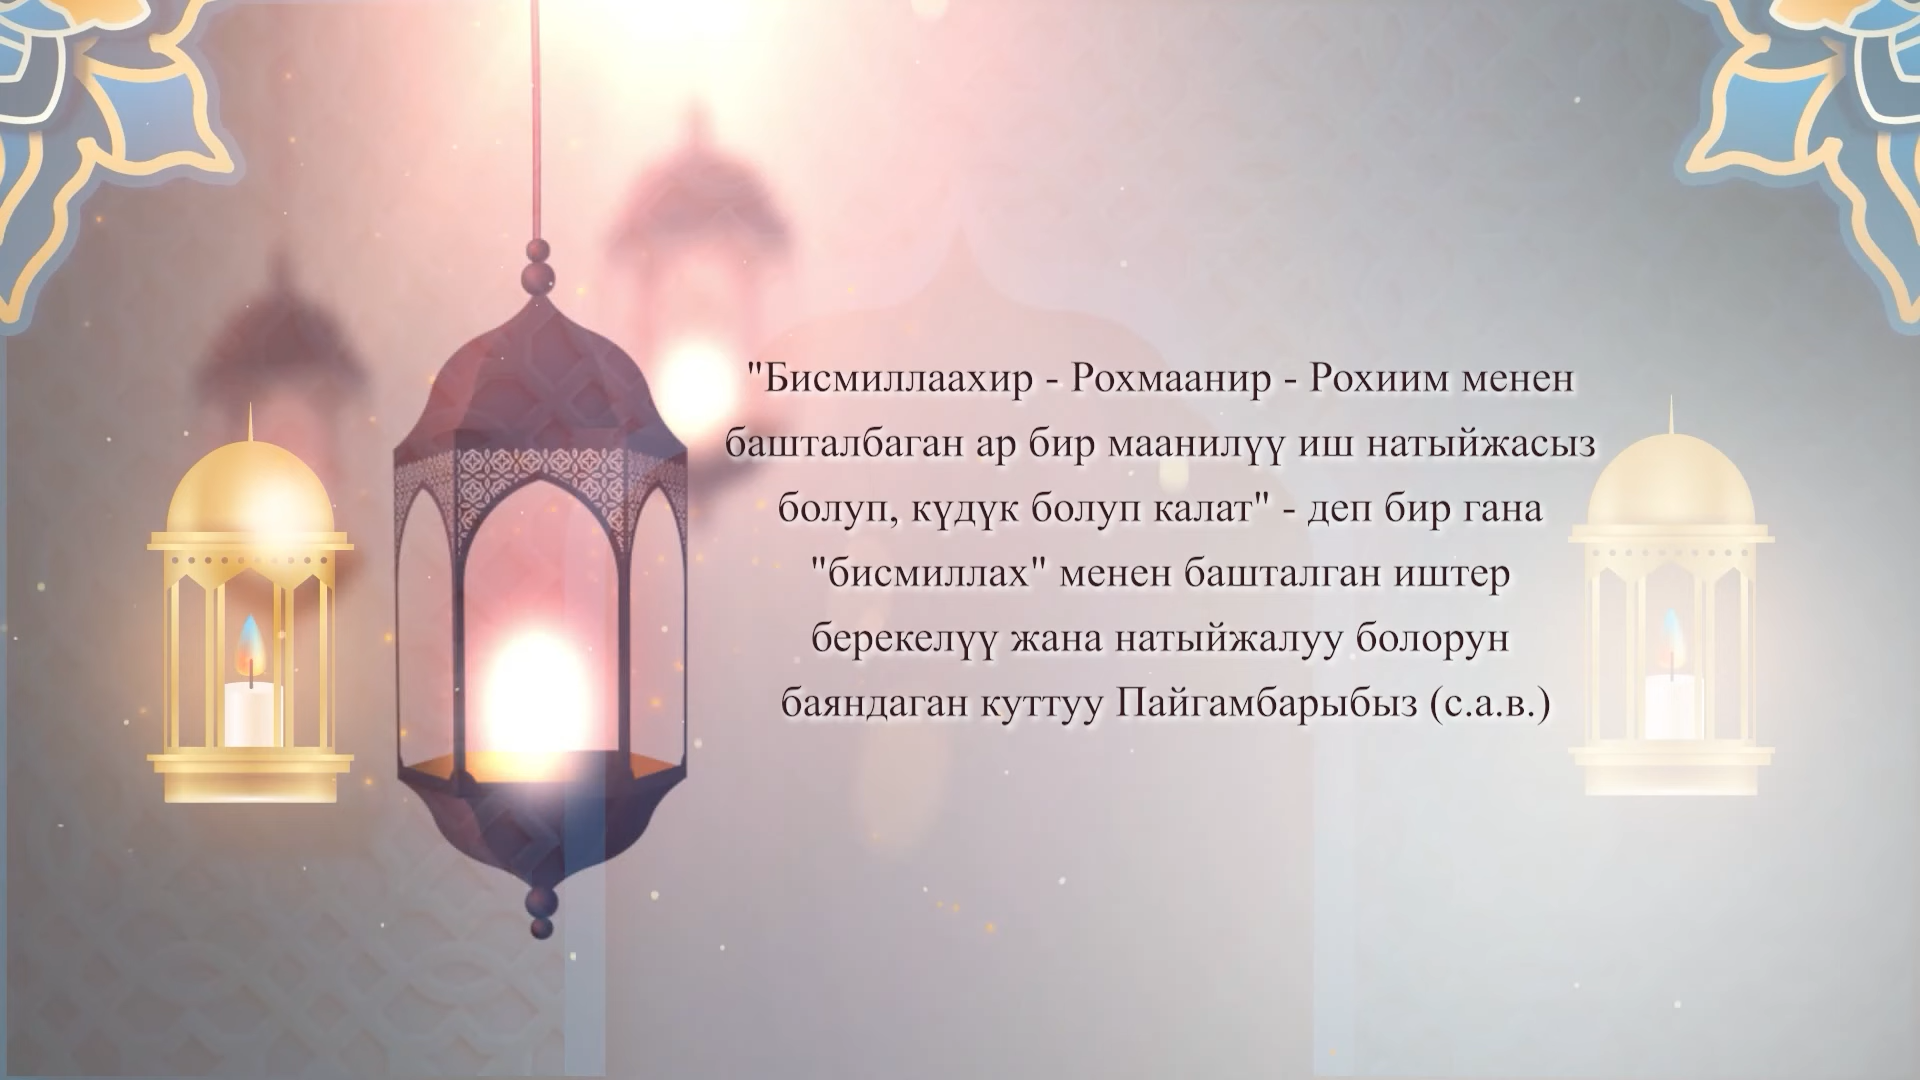 "Бисмиллаахир - Рохмаанир - Рохиим менен
башталбаган ар бир маанилүү иш натыйжасыз
болуп, күдүк болуп калат" - деп бир гана
"бисмиллах" менен башталган иштер
берекелүү жана натыйжалуу болорун
баяндаган куттуу Пайгамбарыбыз (с.а.в.)